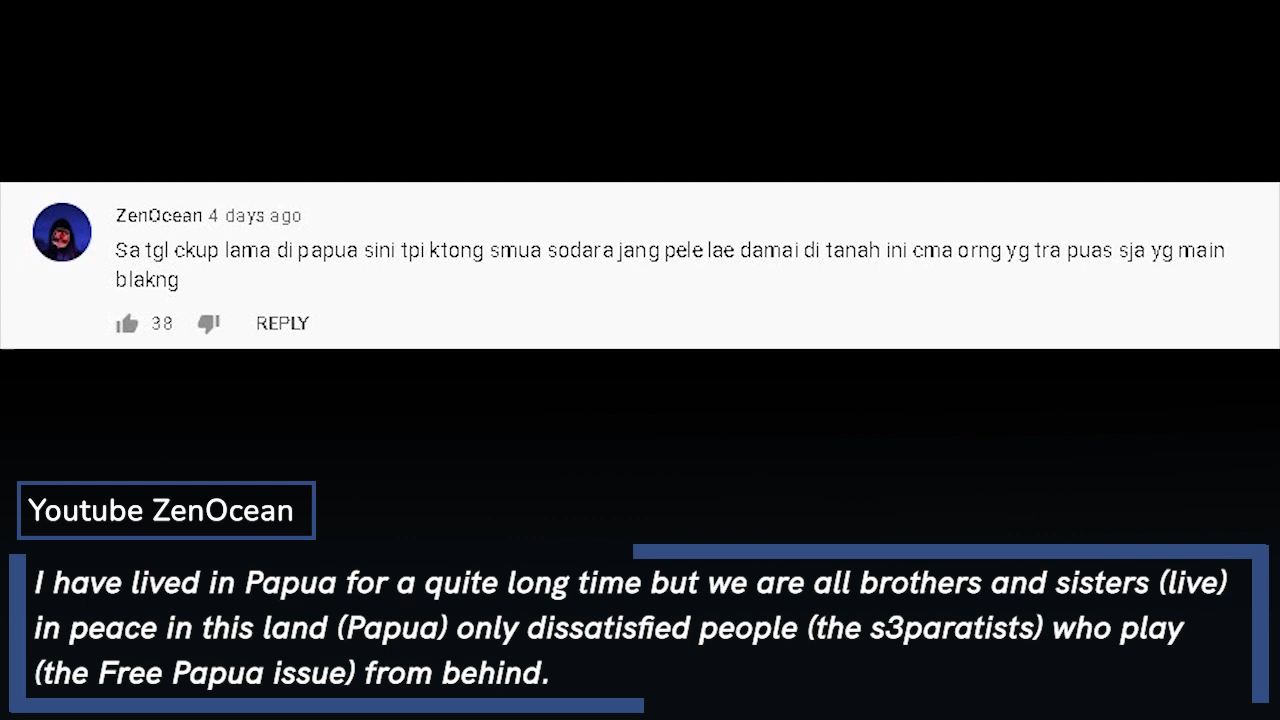 ZenOcean 4 days ago
Sa tgl ckup lama di papua sini tpi ktong smua sodara jang pele lae damai di tanah ini cma orng yg tra puas sja yg main
blakng
38 REPLY
Youtube ZenOcean
I have lived in Papua for a quite long time but we are all brothers and sisters (live)
in peace in this land (Papua) only dissatisfied people (the s3paratists) who play
(the Free Papua issue) from behind.